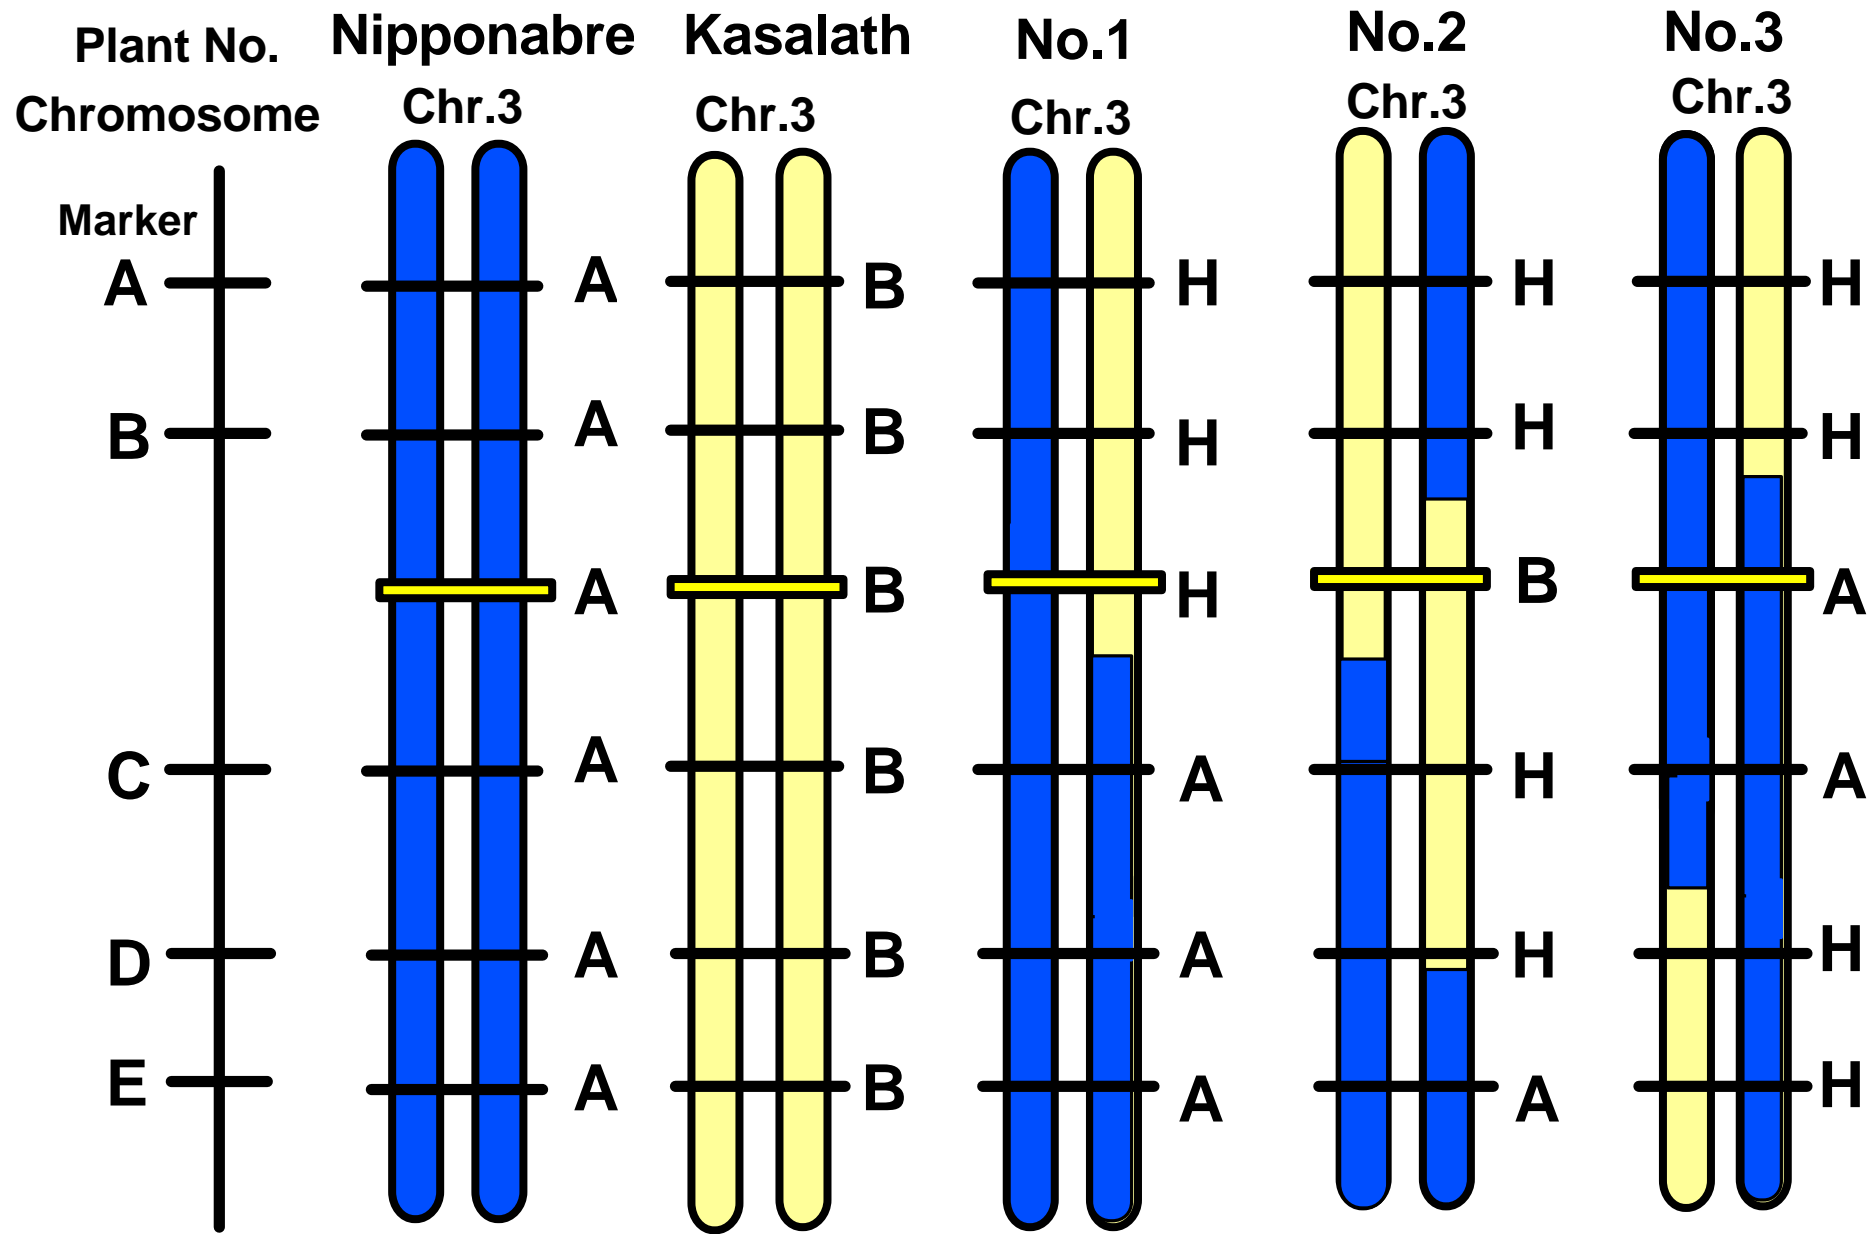 Plant No. Nipponabre Kasalath No.1 No.2 No.3
Chromosome Chr.3 Chr.3 Chr.3 Chr.3 Chr.3
Marker
A A B H H H
B A B H H H
A B H B A
C A B A H A
D A B A H H
E A B A A H